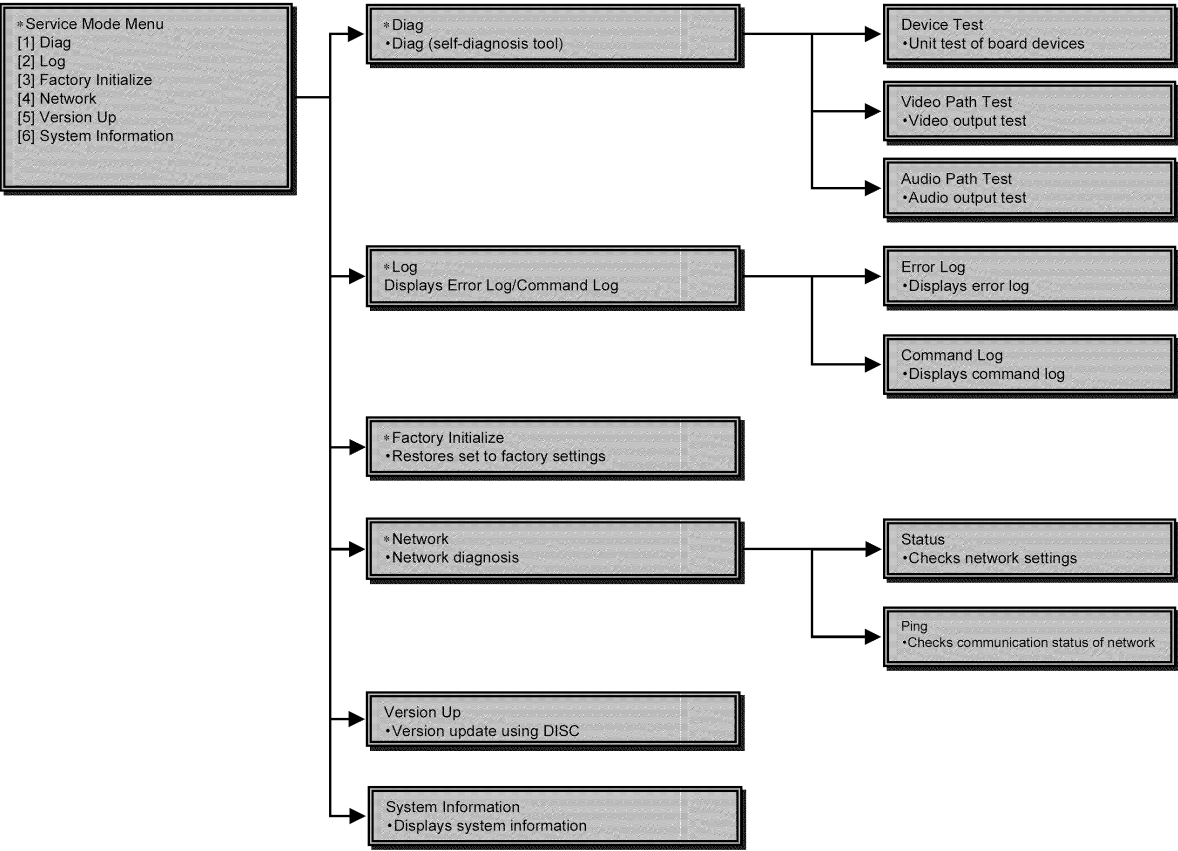 *Service Mode Menu
[1] Diag
[2] Log
[3] Factory Initialize
[4] Network
[5] Version Up
[6] System Information
*Diag
•Diag (self-diagnosis tool)
Device Test
•Unit test of board devices
Video Path Test
•Video output test
Audio Path Test
•Audio output test
*Log
Displays Error Log/Command Log
Error Log
•Displays error log
Command Log
•Displays command log
*Factory Initialize
•Restores set to factory settings
*Network
•Network diagnosis
Status
•Checks network settings
Ping
•Checks communication status of network
Version Up
•Version update using DISC
System Information
•Displays system information